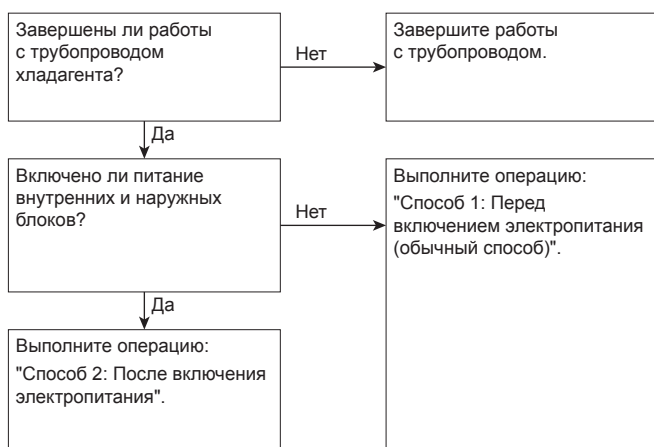 Завершены ли работы
с трубопроводом
хладагента?
Нет
Завершите работы
с трубопроводом.
Да
Включено ли питание
внутренних и наружных
блоков?
Нет
Выполните операцию:
"Способ 1: Перед
включением электропитания
(обычный способ)".
Да
Выполните операцию:
"Способ 2: После включения
электропитания".